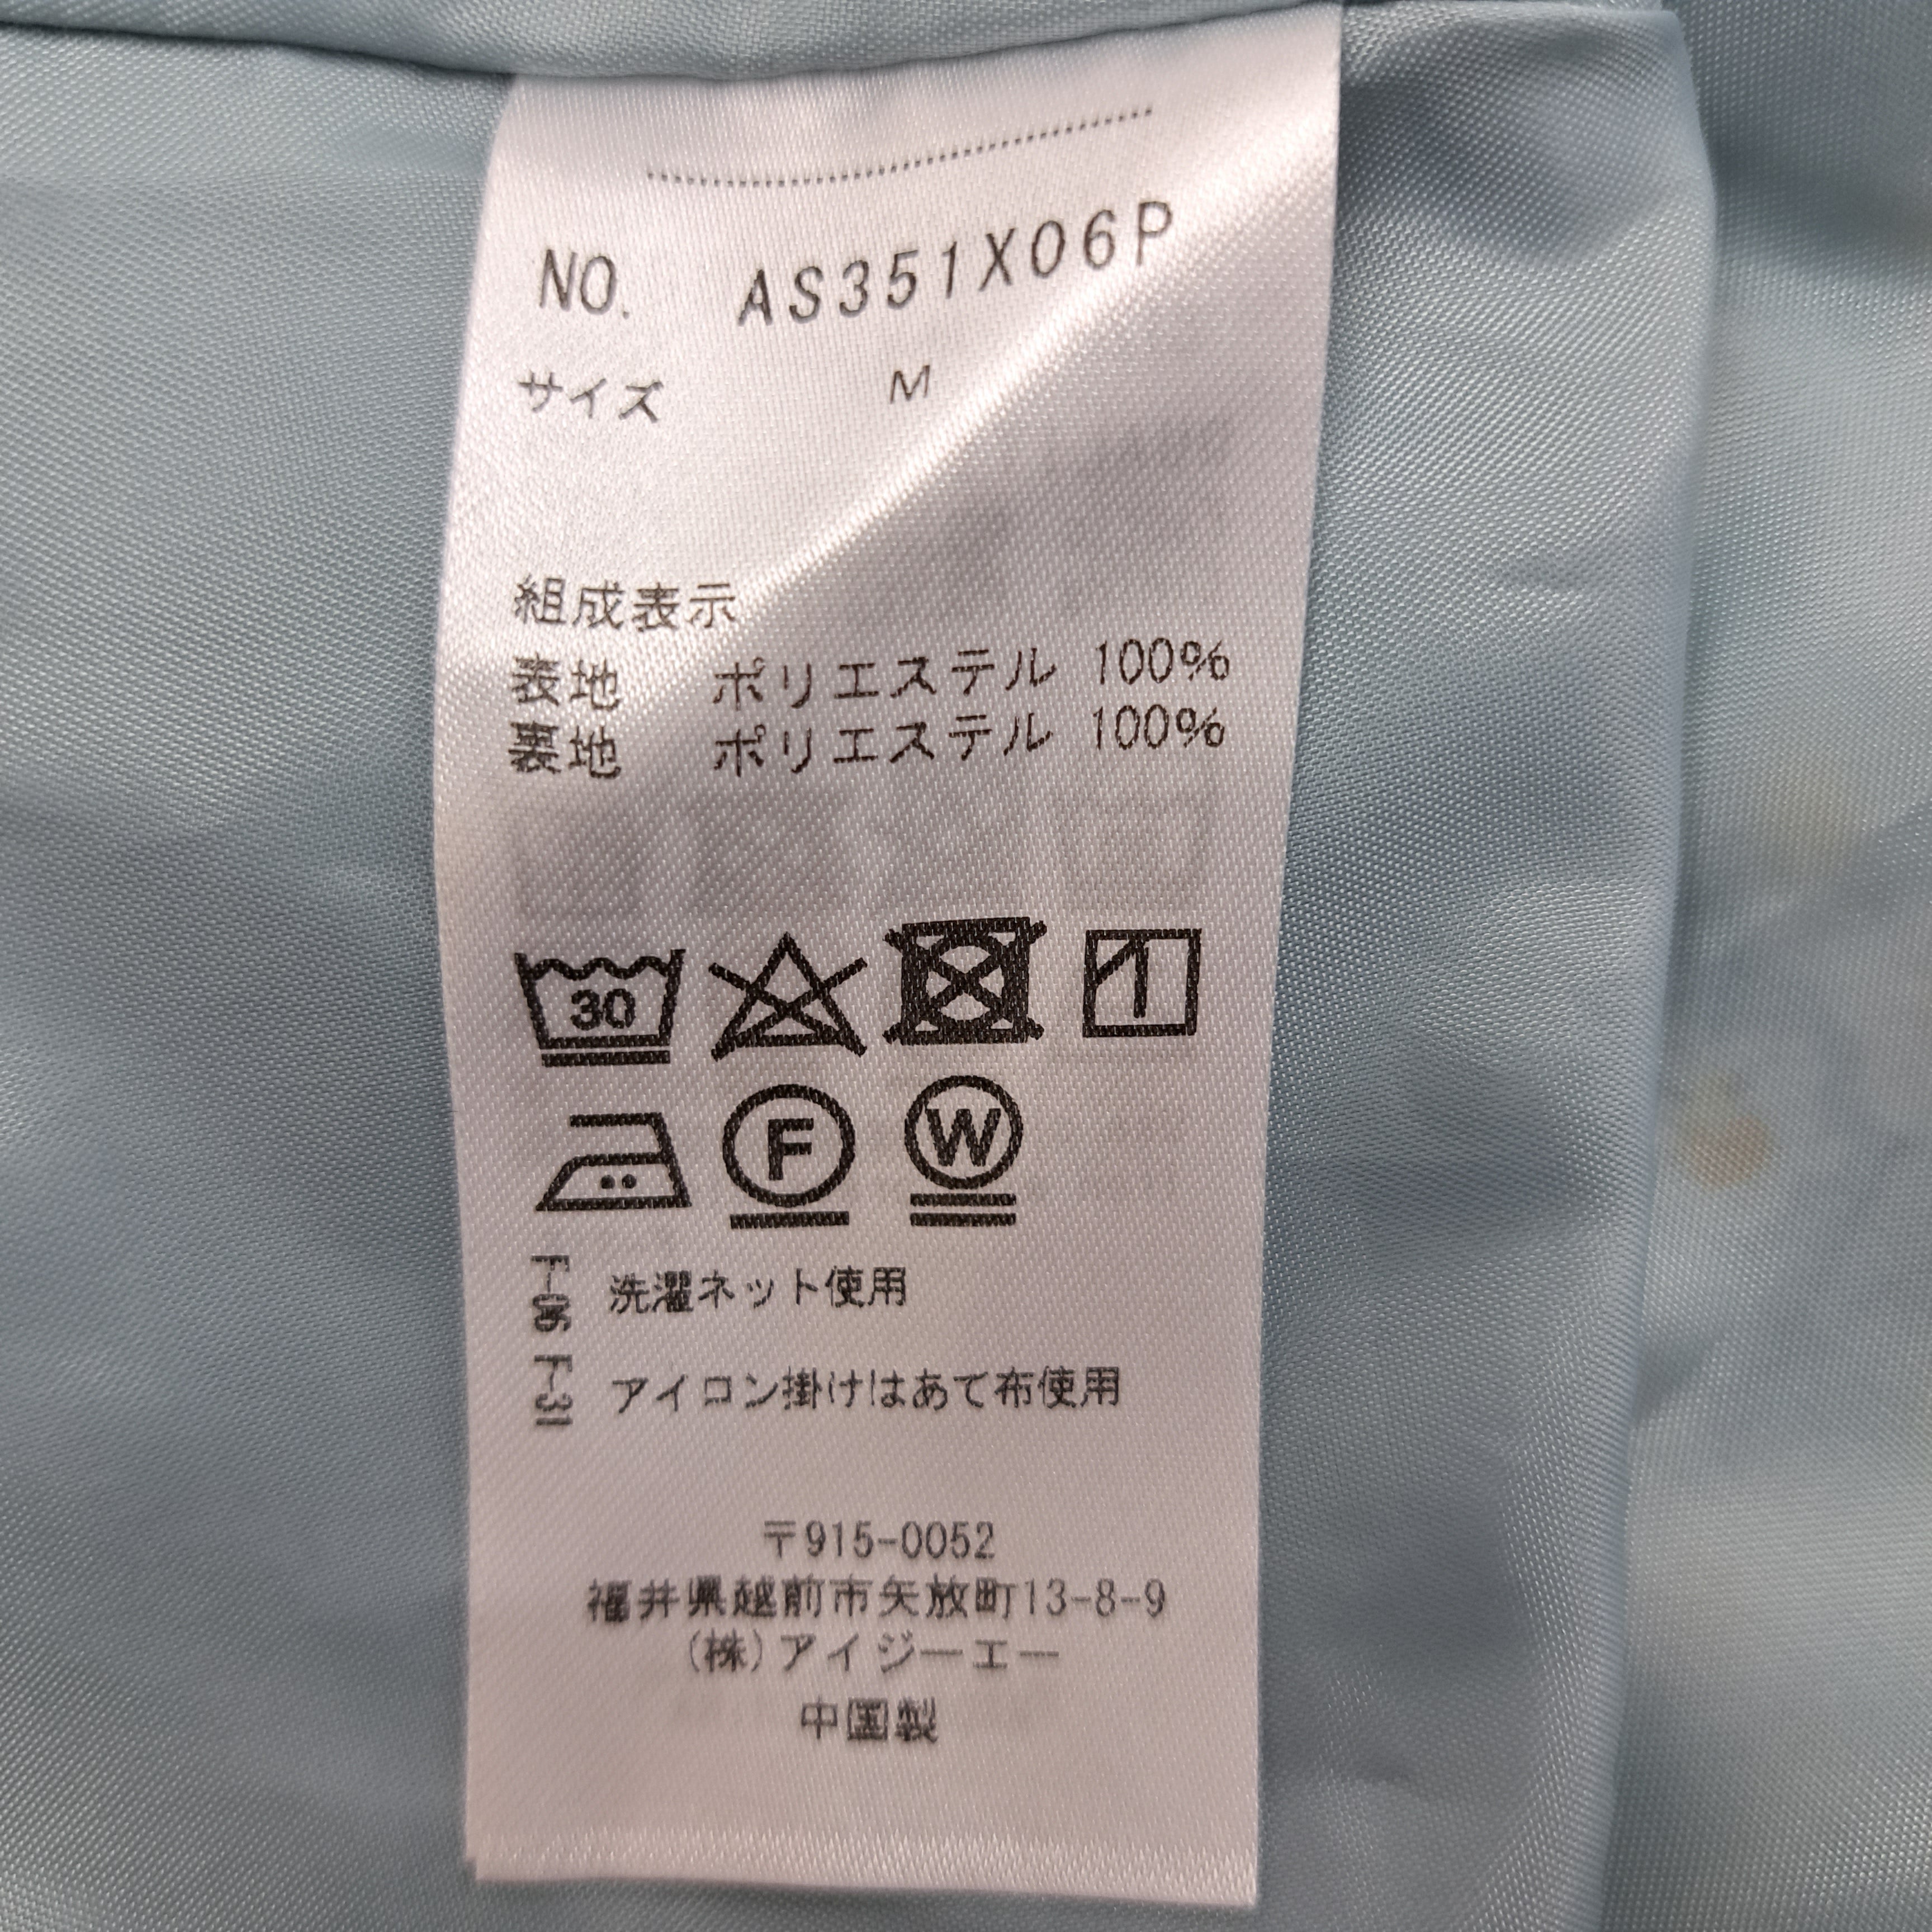 NO. AS351X06P
サイズ M
組成表示
表地 ポリエステル 100%
裏地 ポリエステル 100%
30
F W
F-06 洗濯ネット使用
F-31 アイロン掛けはあて布使用
〒915-0052
福井県越前市矢放町13-8-9
(株)アイジーエー
中国製